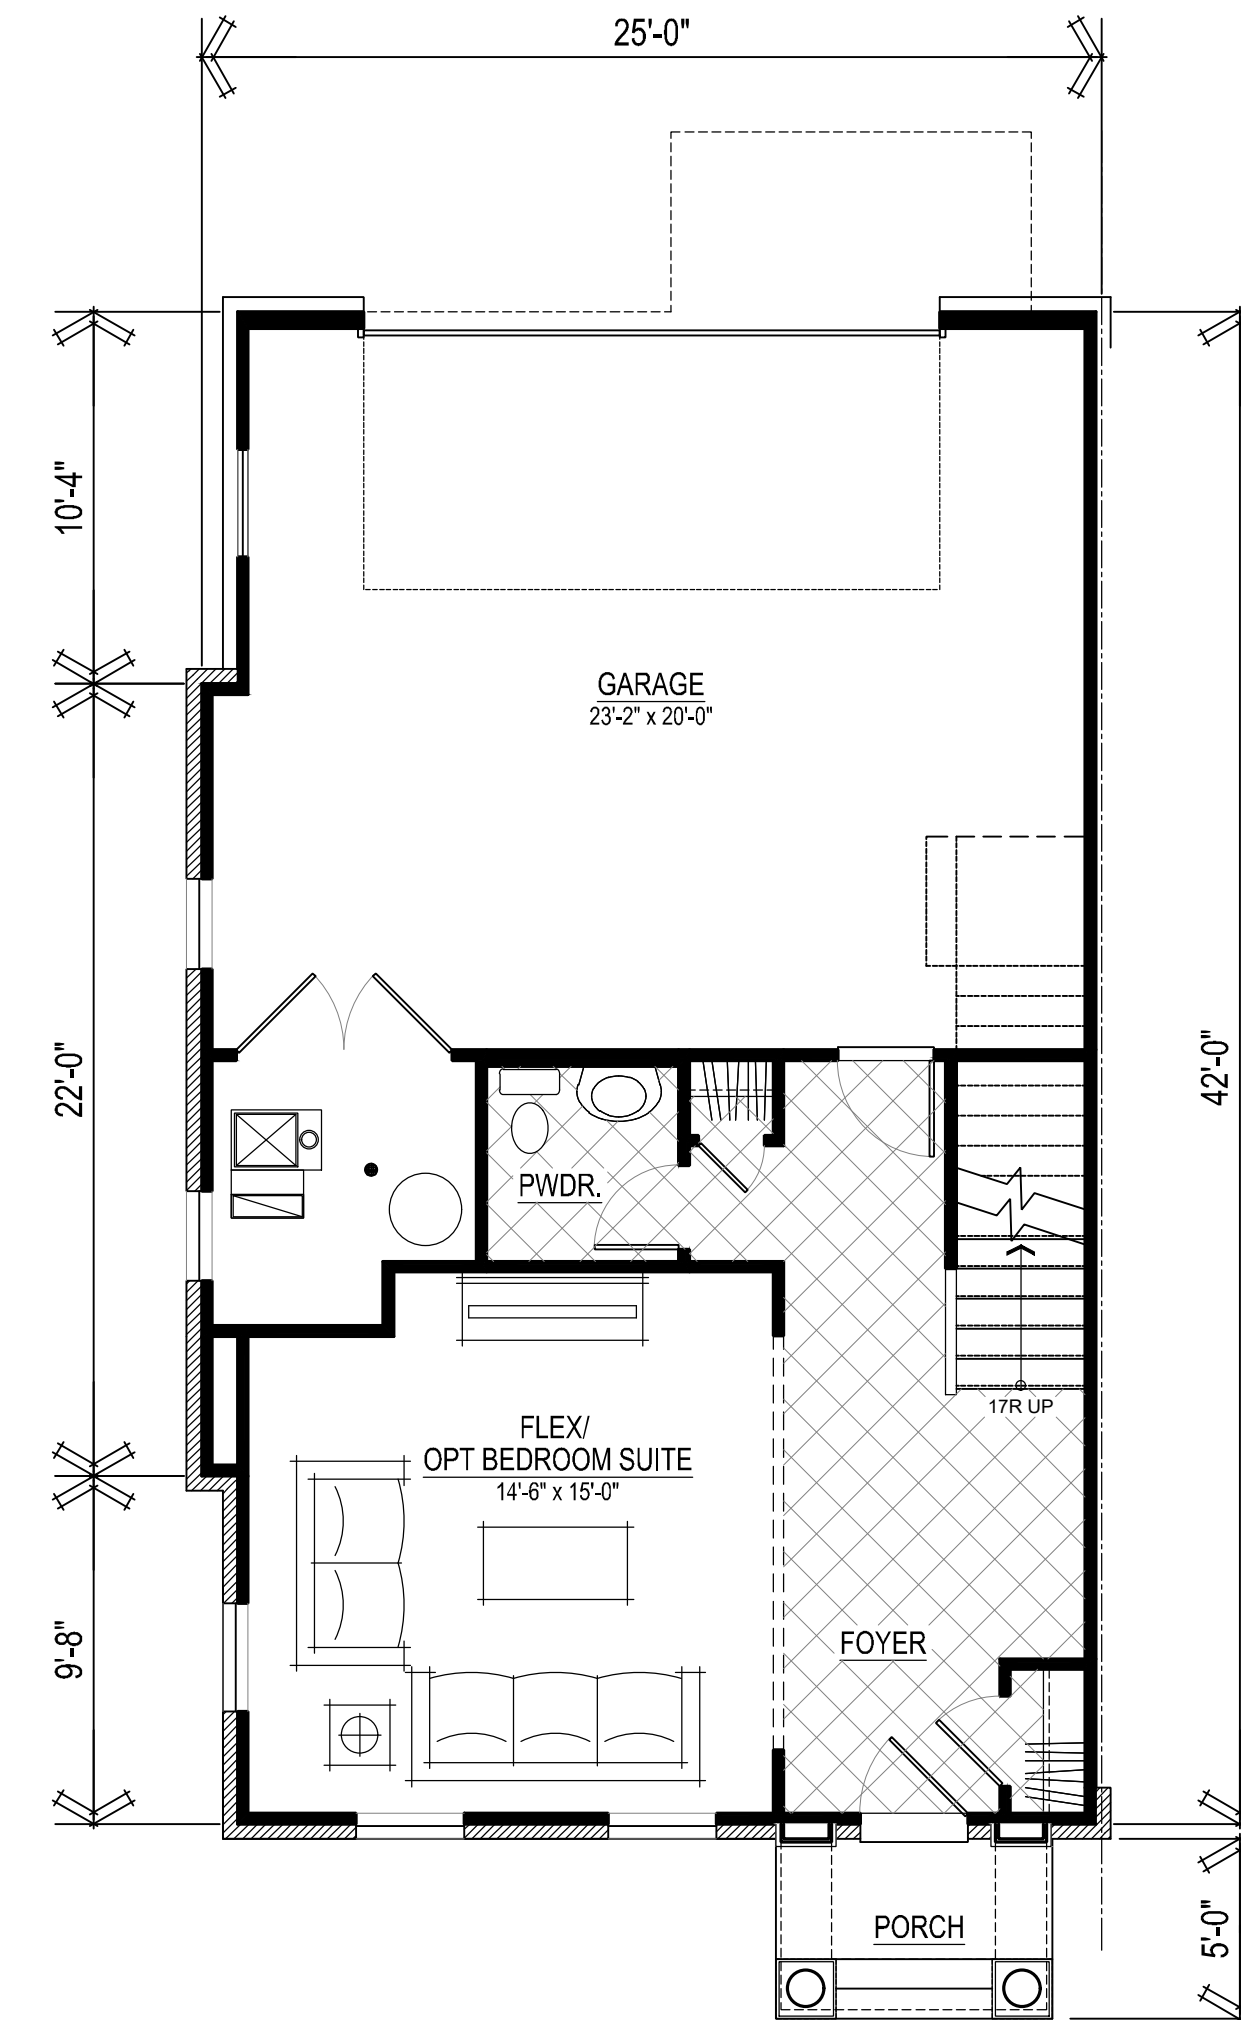 25'-0"
10'-4"
GARAGE
23'-2" x 20'-0"
22'-0"
42'-0"
PWDR.
17R UP
FLEX/
OPT BEDROOM SUITE
14'-6" x 15'-0"
9'-8"
FOYER
PORCH
5'-0"